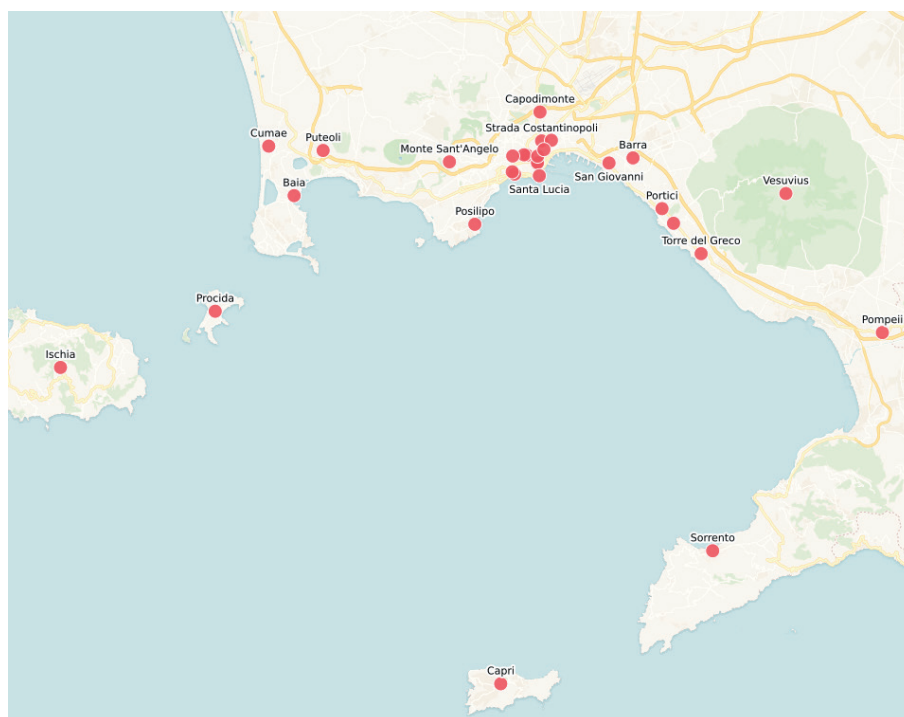 Capodimonte
Strada Costantinopoli
Cumae
Puteoli
Monte Sant'Angelo
Barra
San Giovanni
Baia
Santa Lucia
Vesuvius
Portici
Posilipo
Torre del Greco
Procida
Pompeii
Ischia
Sorrento
Capri